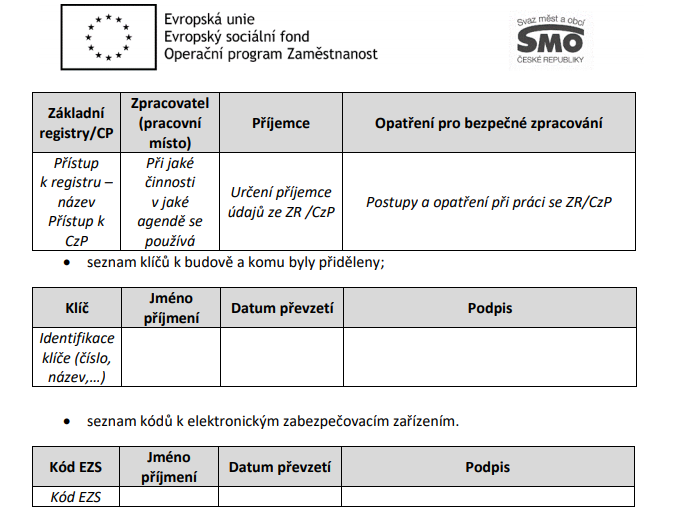 Evropská unie
Evropský sociální fond
Operační program Zaměstnanost
Svaz měst a obcí
SMO
ČESKÉ REPUBLIKY
Základní registry/CP
Zpracovatel (pracovní místo)
Příjemce
Opatření pro bezpečné zpracování
Přístup
k registru –
název
Přístup k
CzP
Při jaké
činnosti
v jaké
agendě se
používá
Určení příjemce
údajů ze ZR /CzP
Postupy a opatření při práci se ZR/CzP
• seznam klíčů k budově a komu byly přiděleny;
Klíč
Jméno
příjmení
Datum převzetí
Podpis
Identifikace
klíče (číslo,
název,…)
• seznam kódů k elektronickým zabezpečovacím zařízením.
Kód EZS
Jméno
příjmení
Datum převzetí
Podpis
Kód EZS